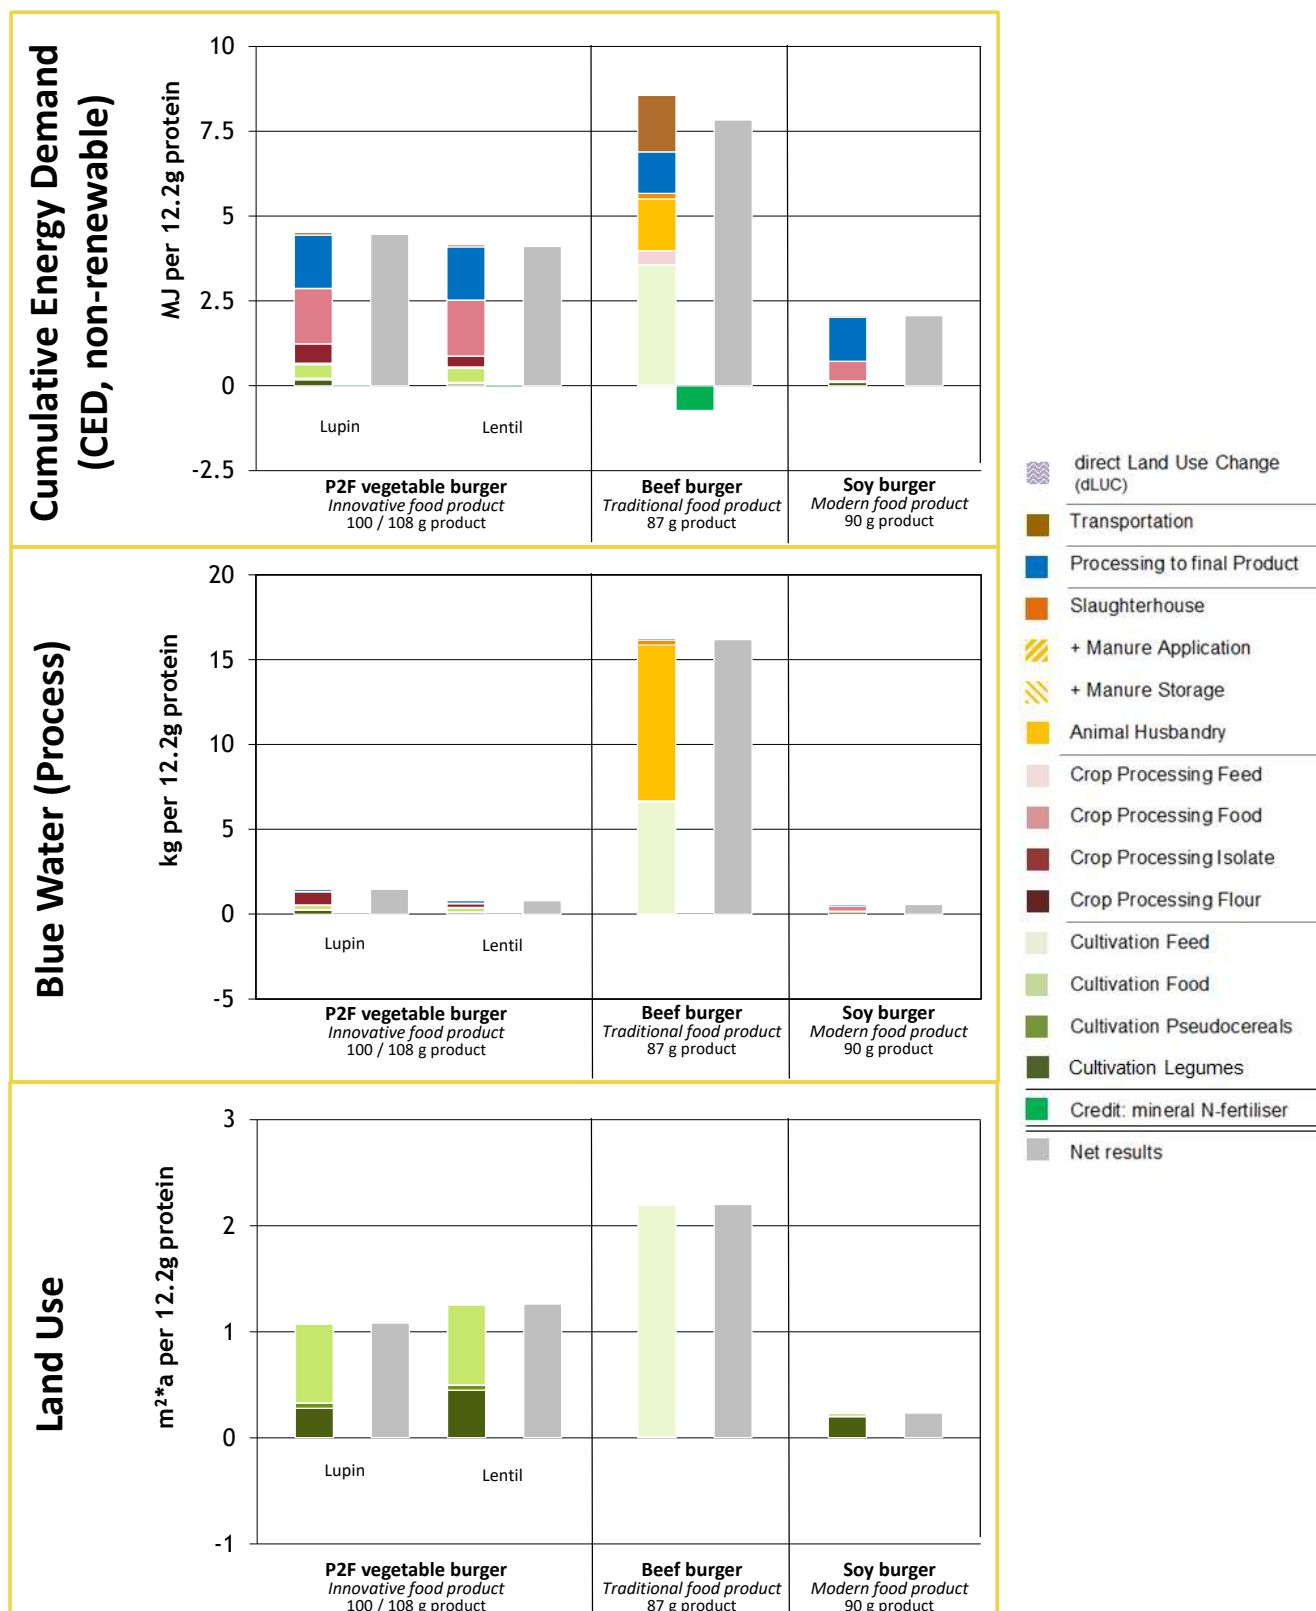 Cumulative Energy Demand
(CED, non-renewable)
MJ per 12.2g protein
10
7.5
5
2.5
0
-2.5
Lupin
Lentil
P2F vegetable burger
Innovative food product
100 / 108 g product
Beef burger
Traditional food product
87 g product
Soy burger
Modern food product
90 g product
Blue Water (Process)
kg per 12.2g protein
20
15
10
5
0
-5
Lupin
Lentil
P2F vegetable burger
Innovative food product
100 / 108 g product
Beef burger
Traditional food product
87 g product
Soy burger
Modern food product
90 g product
Land Use
m²*a per 12.2g protein
3
2
1
0
-1
Lupin
Lentil
P2F vegetable burger
Innovative food product
100 / 108 g product
Beef burger
Traditional food product
87 g product
Soy burger
Modern food product
90 g product
direct Land Use Change
(dLUC)
Transportation
Processing to final Product
Slaughterhouse
+ Manure Application
+ Manure Storage
Animal Husbandry
Crop Processing Feed
Crop Processing Food
Crop Processing Isolate
Crop Processing Flour
Cultivation Feed
Cultivation Food
Cultivation Pseudocereals
Cultivation Legumes
Credit: mineral N-fertiliser
Net results